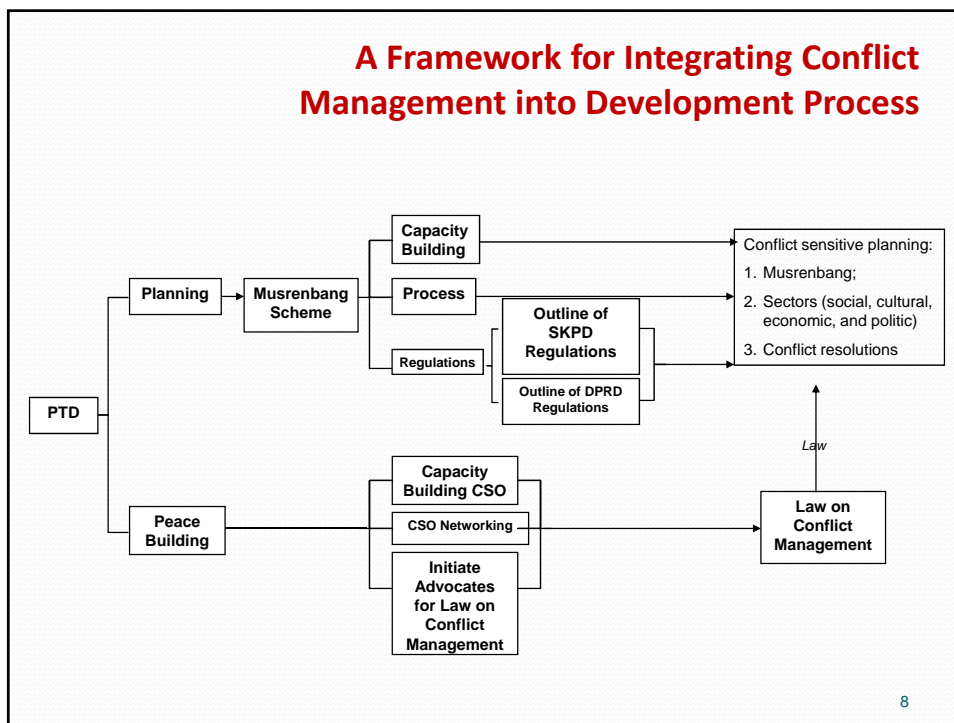 A Framework for Integrating Conflict
Management into Development Process
Capacity
Building
Conflict sensitive planning:
1. Musrenbang;
2. Sectors (social, cultural,
economic, and politic)
3. Conflict resolutions
Planning
Musrenbang
Scheme
Process
Outline of
SKPD
Regulations
Regulations
Outline of DPRD
Regulations
PTD
Law
Capacity
Building CSO
Peace
Building
CSO Networking
Law on
Conflict
Management
Initiate
Advocates
for Law on
Conflict
Management
8